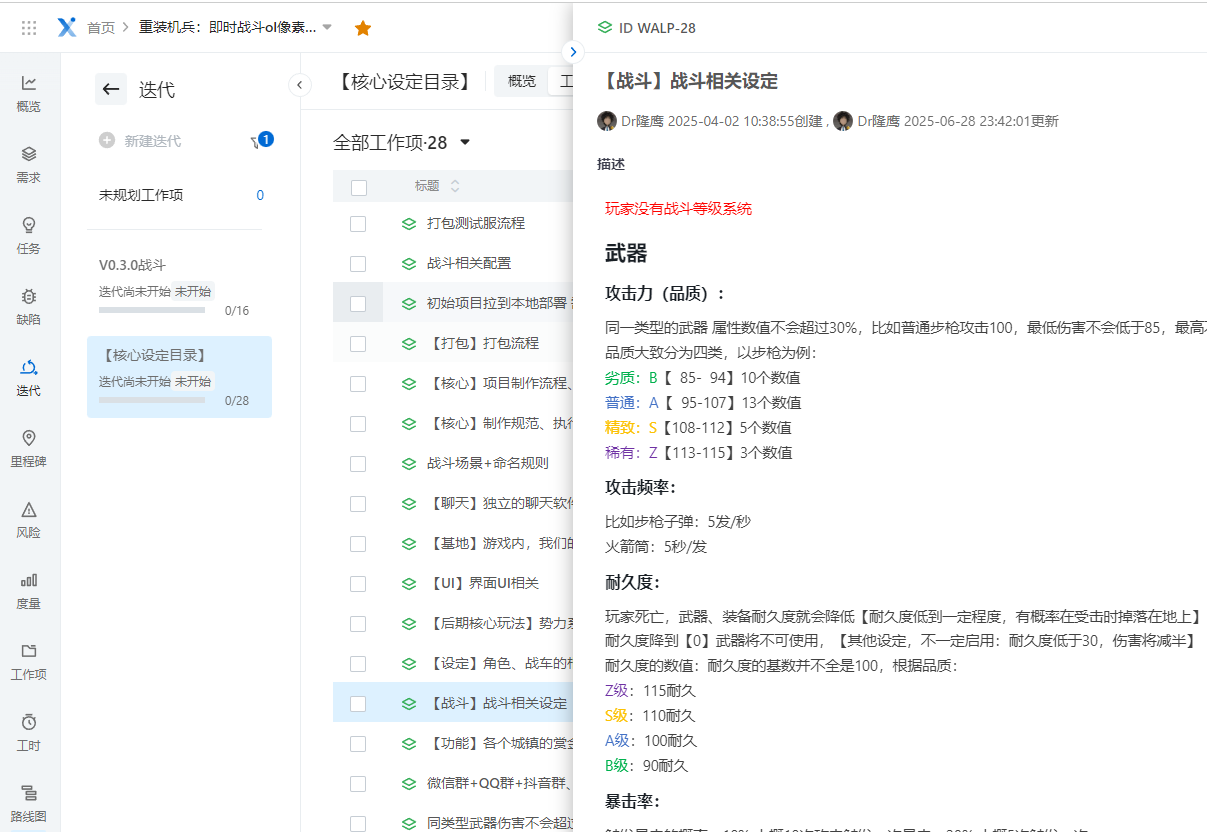 首页
重装机兵：即时战斗ol像素...
概览
需求
任务
缺陷
迭代
里程碑
风险
度量
工作项
工时
路线图
迭代
新建迭代
1
未规划工作项 0
V0.3.0战斗
迭代尚未开始 未开始
0/16
【核心设定目录】
迭代尚未开始 未开始
0/28
【核心设定目录】
概览
工
全部工作项·28
标题
打包测试服流程
战斗相关配置
初始项目拉到本地部署
【打包】打包流程
【核心】项目制作流程、
【核心】制作规范、执行
战斗场景+命名规则
【聊天】独立的聊天软件
【基地】游戏内，我们的
【UI】界面UI相关
【后期核心玩法】势力系
【设定】角色、战车的
【战斗】战斗相关设定
【功能】各个城镇的赏金
微信群+QQ群+抖音群、
同类型武器伤害不会超过
ID WALP-28
【战斗】战斗相关设定
Dr隆鹰 2025-04-02 10:38:55创建 , Dr隆鹰 2025-06-28 23:42:01更新
描述
玩家没有战斗等级系统
武器
攻击力（品质）:
同一类型的武器 属性数值不会超过30%，比如普通步枪攻击100，最低伤害不会低于85，最高不
品质大致分为四类，以步枪为例:
劣质：B【 85- 94】10个数值
普通：A【 95-107】13个数值
精致：S【108-112】5个数值
稀有：Z【113-115】3个数值
攻击频率:
比如步枪子弹：5发/秒
火箭筒：5秒/发
耐久度:
玩家死亡，武器、装备耐久度就会降低【耐久度低到一定程度，有概率在受击时掉落在地上】
耐久度降到【0】武器将不可使用，【其他设定，不一定启用：耐久度低于30，伤害将减半】
耐久度的数值：耐久度的基数并不全是100，根据品质:
Z级：115耐久
S级：110耐久
A级：100耐久
B级：90耐久
暴击率: